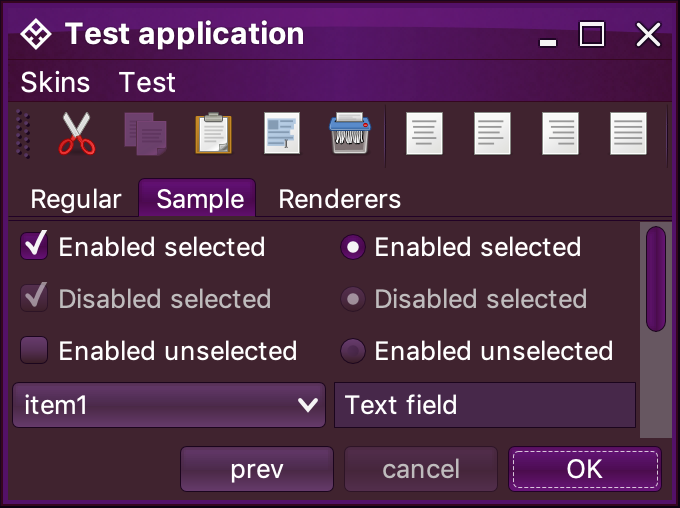 Test application
Skins Test
Regular Sample Renderers
Enabled selected Enabled selected
Disabled selected Disabled selected
Enabled unselected Enabled unselected
item1 Text field
prev cancel OK